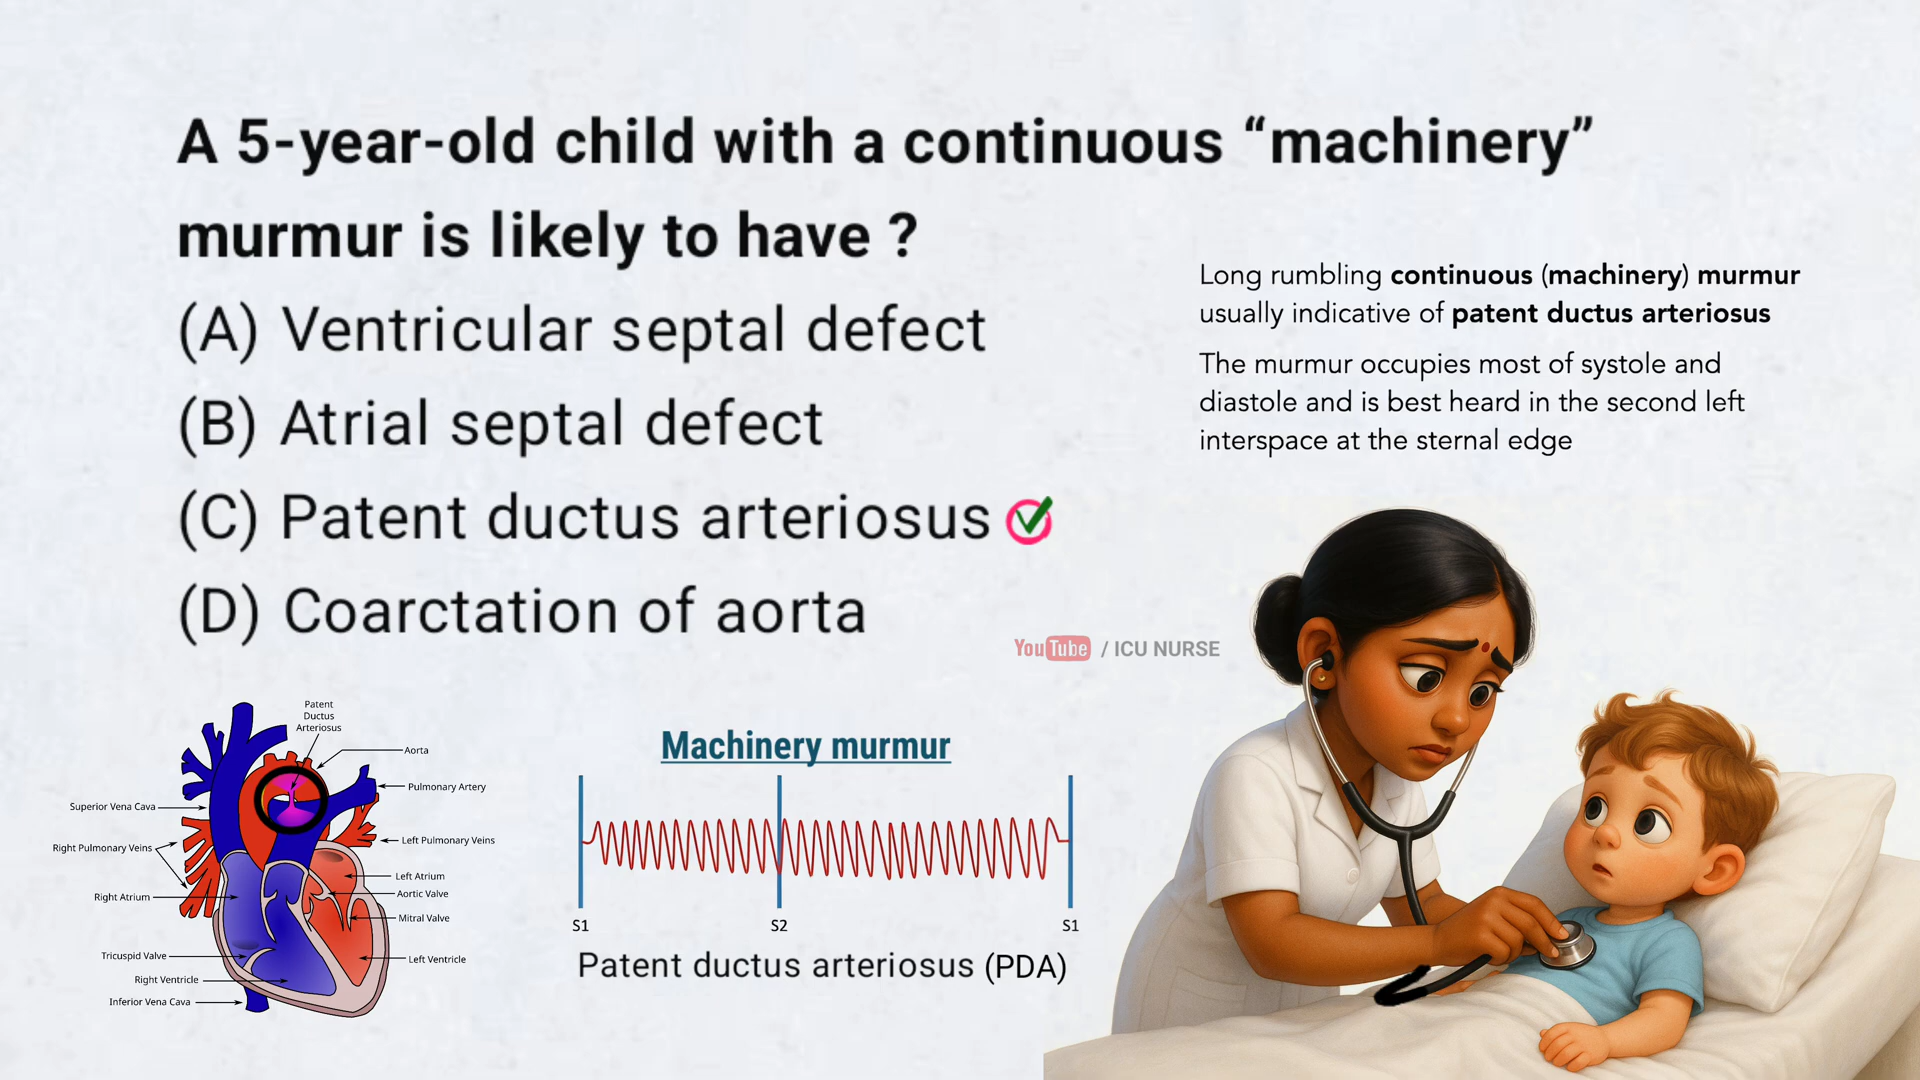 A 5-year-old child with a continuous “machinery”
murmur is likely to have ?
(A) Ventricular septal defect
(B) Atrial septal defect
(C) Patent ductus arteriosus
(D) Coarctation of aorta
Long rumbling continuous (machinery) murmur
usually indicative of patent ductus arteriosus
The murmur occupies most of systole and
diastole and is best heard in the second left
interspace at the sternal edge
YouTube / ICU NURSE
Patent
Ductus
Arteriosus
Aorta
Pulmonary Artery
Superior Vena Cava
Left Pulmonary Veins
Right Pulmonary Veins
Left Atrium
Aortic Valve
Right Atrium
Mitral Valve
Tricuspid Valve
Left Ventricle
Right Ventricle
Inferior Vena Cava
Machinery murmur
S1 S2 S1
Patent ductus arteriosus (PDA)